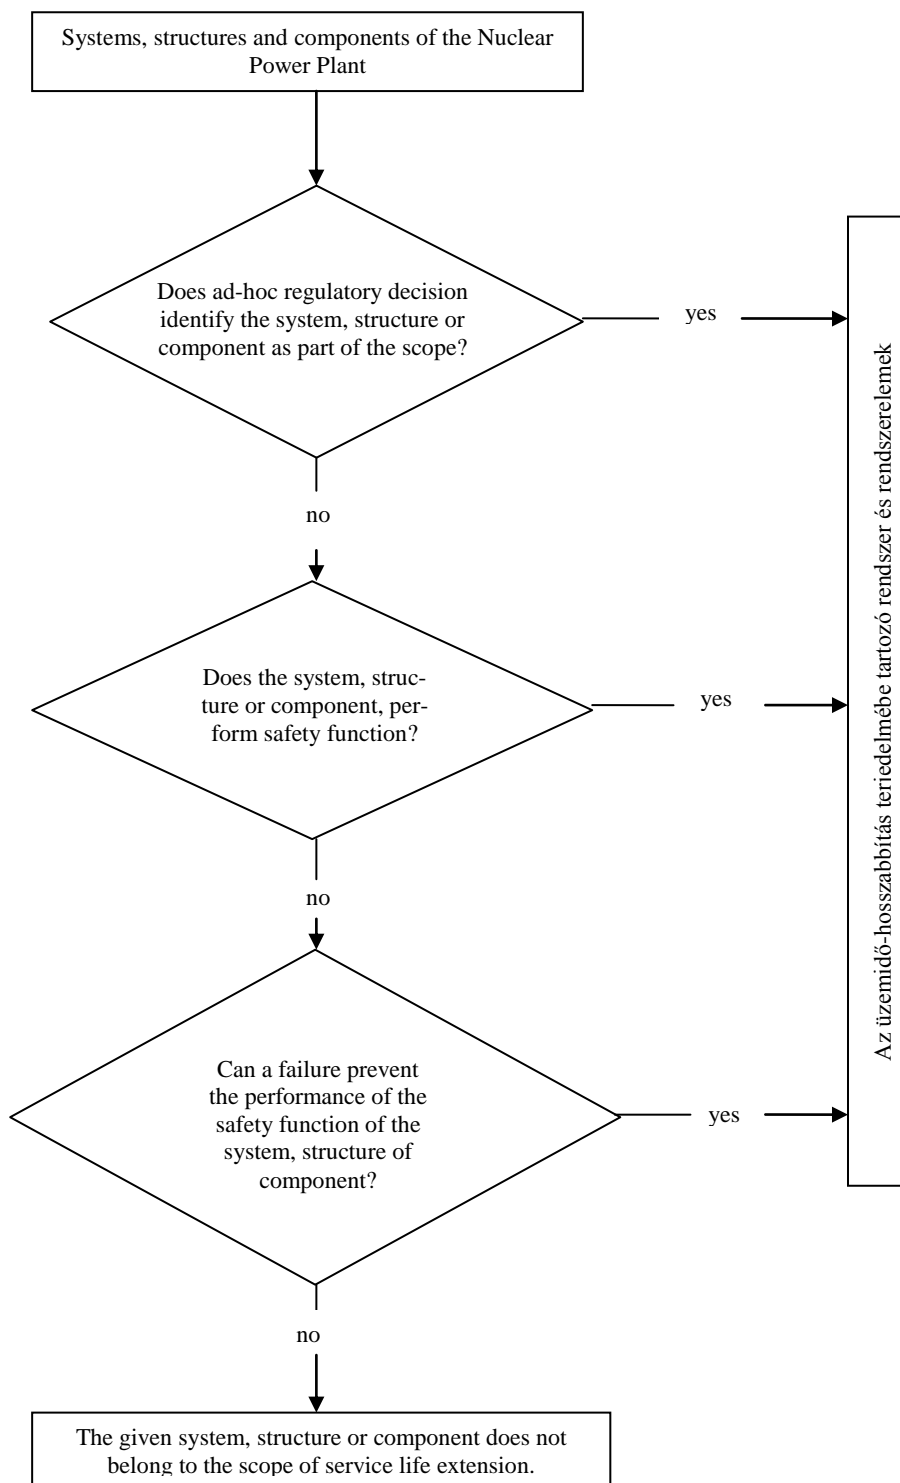 Systems, structures and components of the Nuclear
Power Plant
Does ad-hoc regulatory decision
identify the system, structure or
component as part of the scope?
yes
no
Does the system, struc-
ture or component, per-
form safety function?
yes
no
Can a failure prevent
the performance of the
safety function of the
system, structure of
component?
yes
no
The given system, structure or component does not
belong to the scope of service life extension.
Az üzemidő-hosszabbítás teriedelmébe tartozó rendszer és rendszerelemek